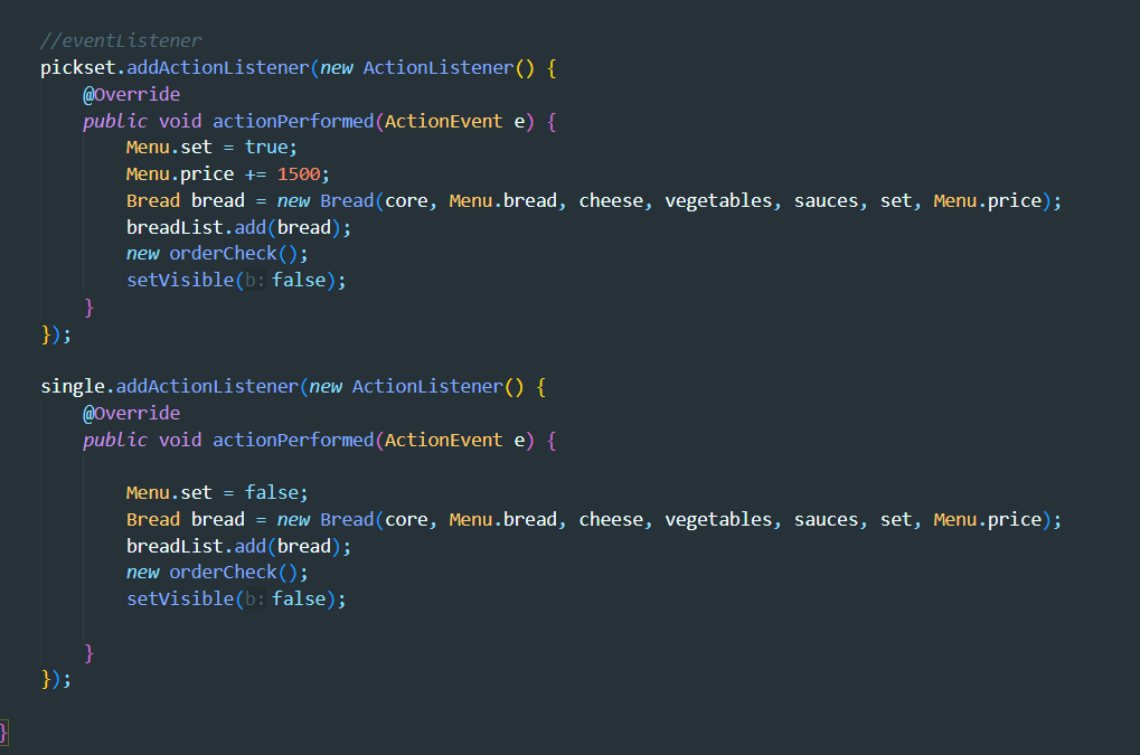 //eventListener
pickset.addActionListener(new ActionListener() {
@Override
public void actionPerformed(ActionEvent e) {
Menu.set = true;
Menu.price += 1500;
Bread bread = new Bread(core, Menu.bread, cheese, vegetables, sauces, set, Menu.price);
breadList.add(bread);
new orderCheck();
setVisible(b: false);
}
});
single.addActionListener(new ActionListener() {
@Override
public void actionPerformed(ActionEvent e) {
Menu.set = false;
Bread bread = new Bread(core, Menu.bread, cheese, vegetables, sauces, set, Menu.price);
breadList.add(bread);
new orderCheck();
setVisible(b: false);
}
});
}